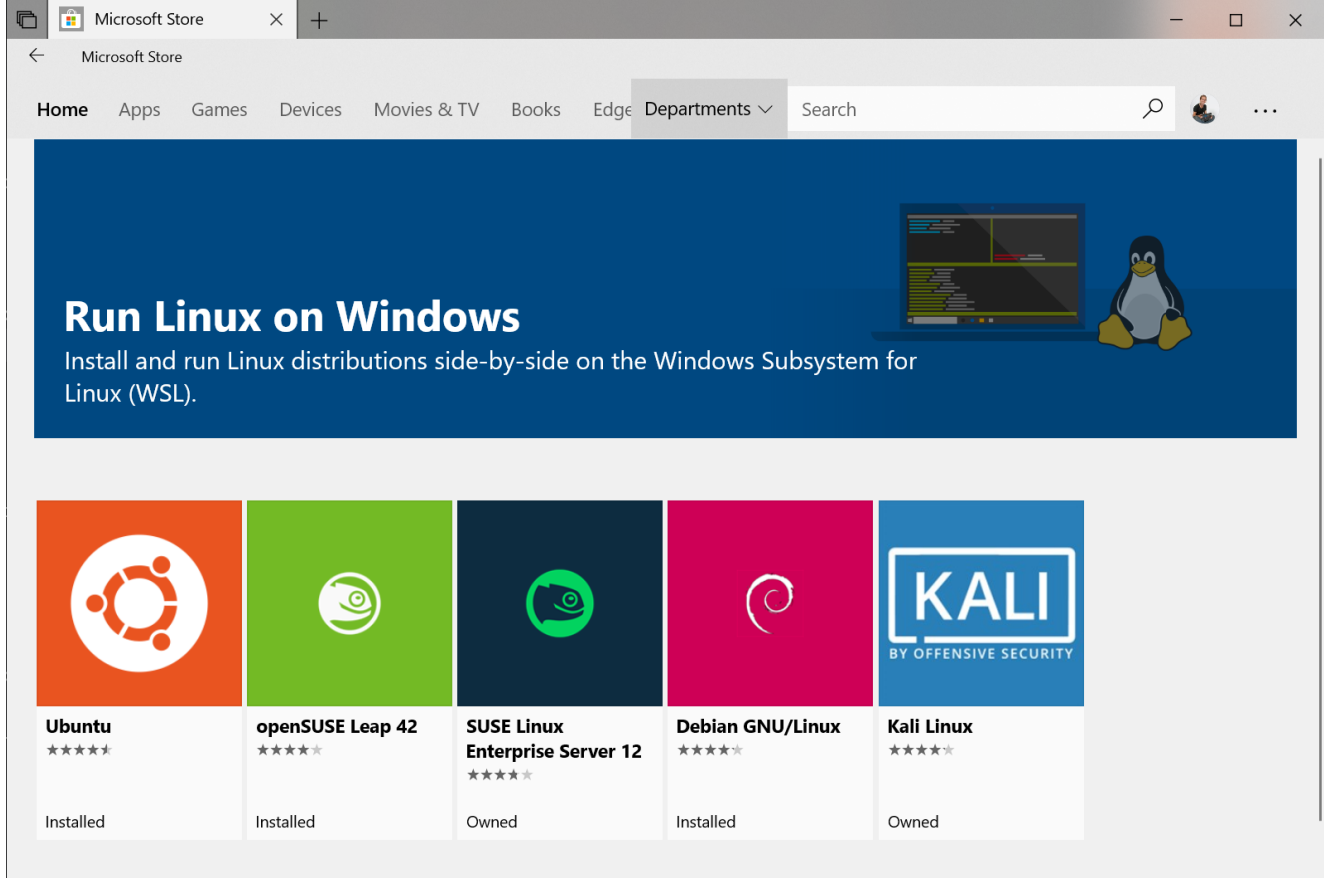 Microsoft Store
Microsoft Store
Home Apps Games Devices Movies & TV Books Edge Departments Search
Run Linux on Windows
Install and run Linux distributions side-by-side on the Windows Subsystem for
Linux (WSL).
KALI
BY OFFENSIVE SECURITY
Ubuntu
Installed
openSUSE Leap 42
Installed
SUSE Linux
Enterprise Server 12
Owned
Debian GNU/Linux
Installed
Kali Linux
Owned